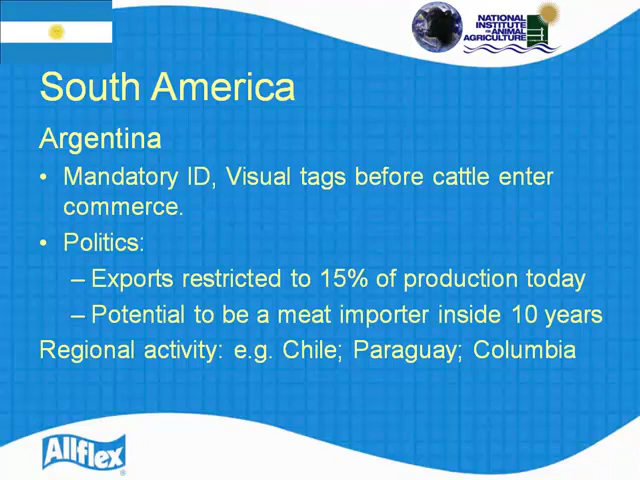 NATIONAL
INSTITUTE
FOR ANIMAL
AGRICULTURE
South America
Argentina
• Mandatory ID, Visual tags before cattle enter
commerce.
• Politics:
– Exports restricted to 15% of production today
– Potential to be a meat importer inside 10 years
Regional activity: e.g. Chile; Paraguay; Columbia
Allflex
®